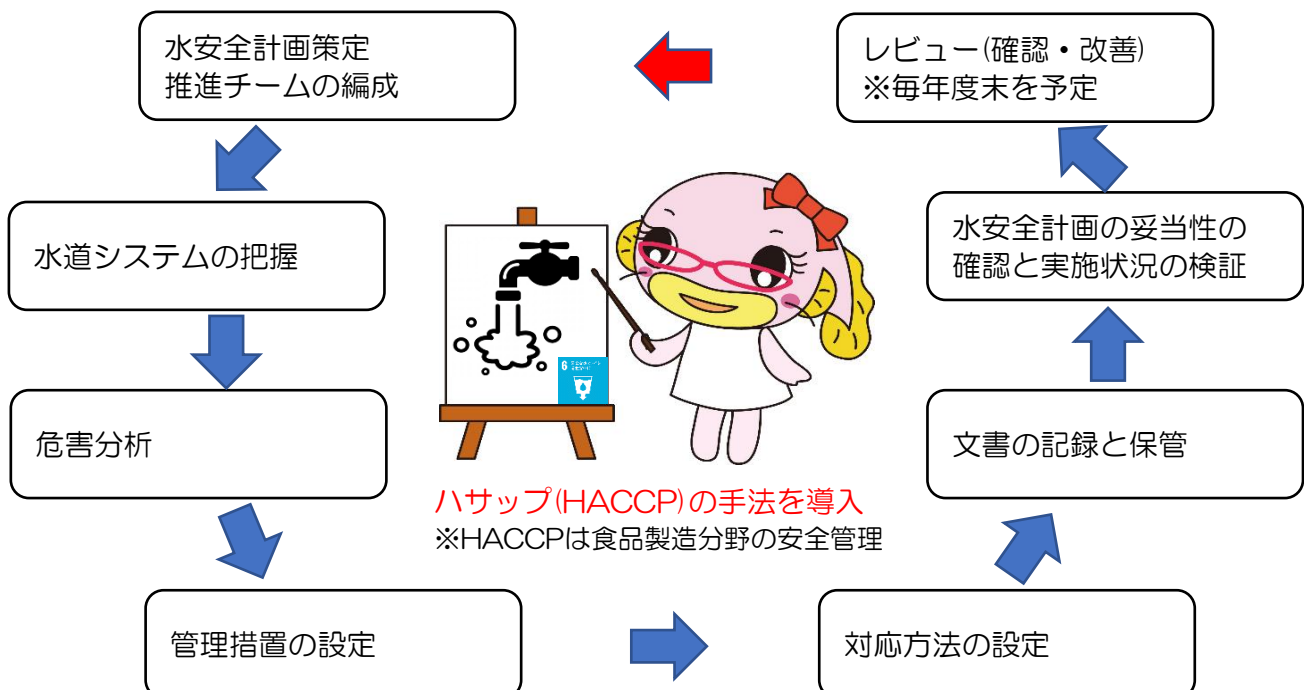 水安全計画策定
推進チームの編成
レビュー(確認・改善)
※毎年度末を予定
水道システムの把握
水安全計画の妥当性の
確認と実施状況の検証
6
危害分析
文書の記録と保管
ハサップ(HACCP)の手法を導入
※HACCPは食品製造分野の安全管理
管理措置の設定
対応方法の設定